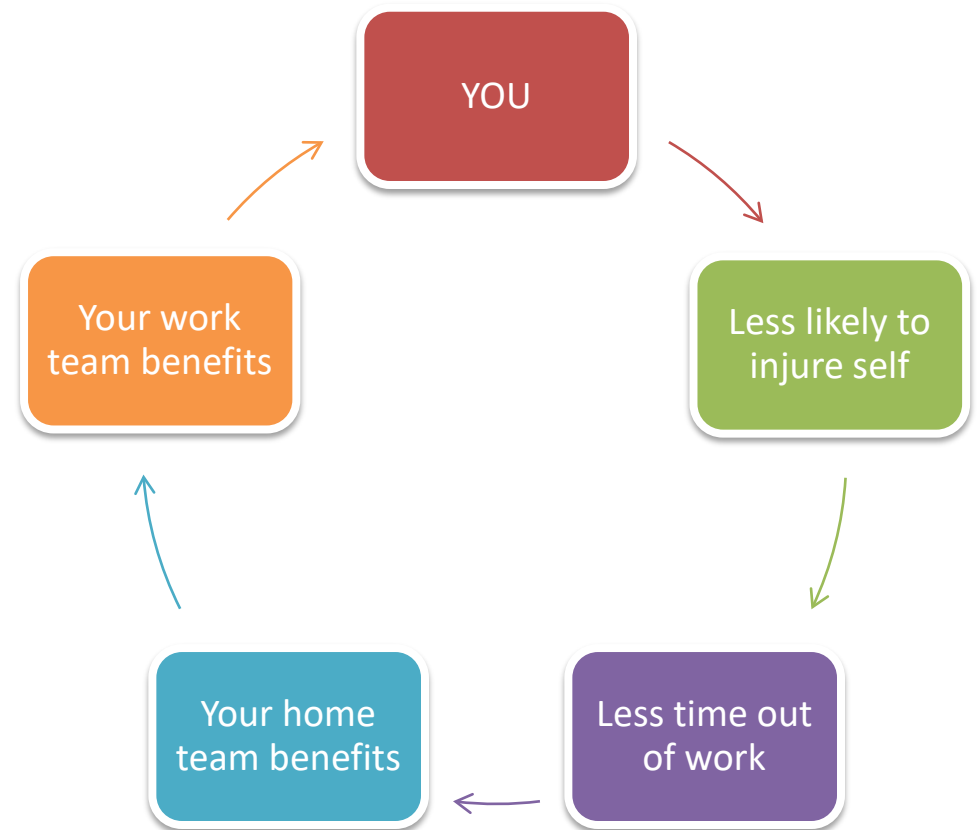 YOU
Less likely to
injure self
Less time out
of work
Your home
team benefits
Your work
team benefits